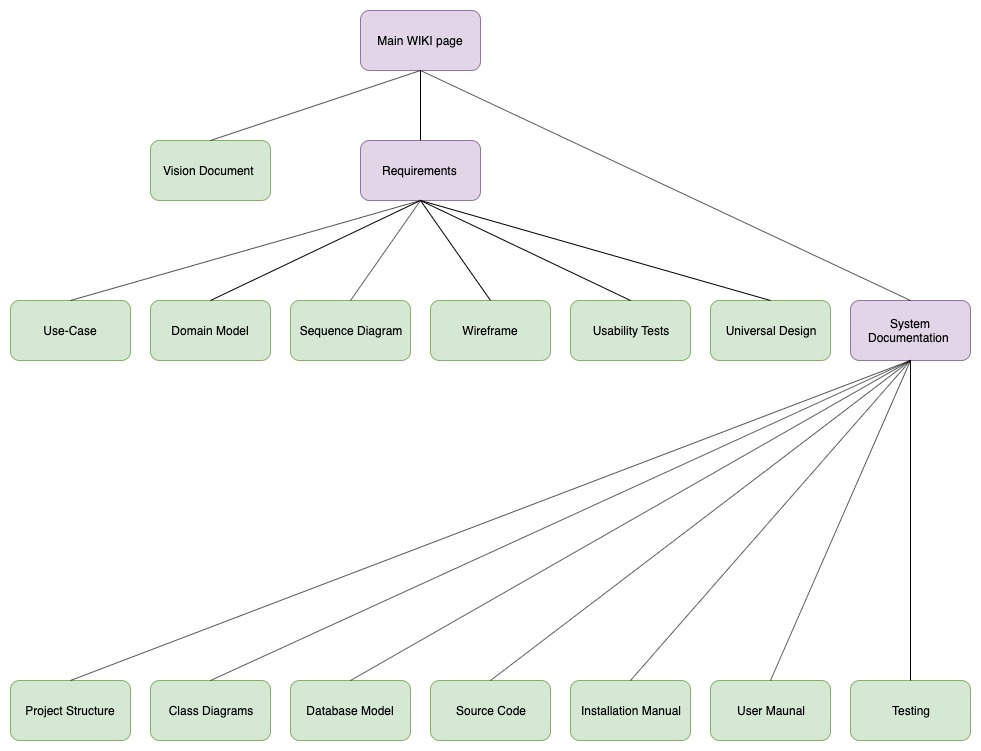 Main WIKI page
Vision Document
Requirements
Use-Case
Domain Model
Sequence Diagram
Wireframe
Usability Tests
Universal Design
System
Documentation
Project Structure
Class Diagrams
Database Model
Source Code
Installation Manual
User Maunal
Testing